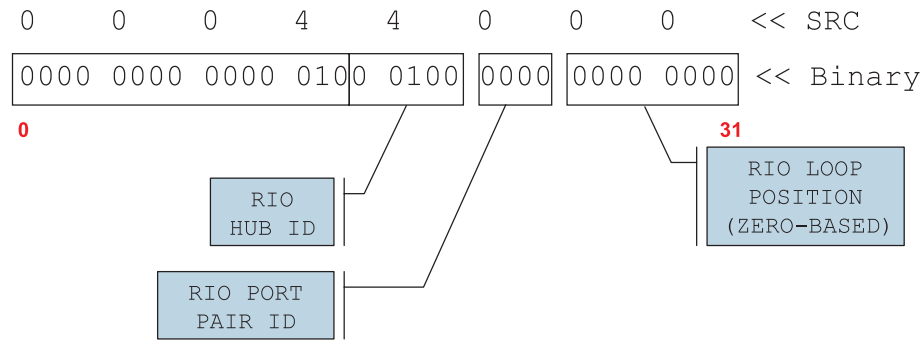 0 0 0 4 4 0 0 0 << SRC
0000 0000 0000 0100 0100 0000 0000 0000 << Binary
0 31
RIO LOOP
POSITION
(ZERO-BASED)
RIO
HUB ID
RIO PORT
PAIR ID